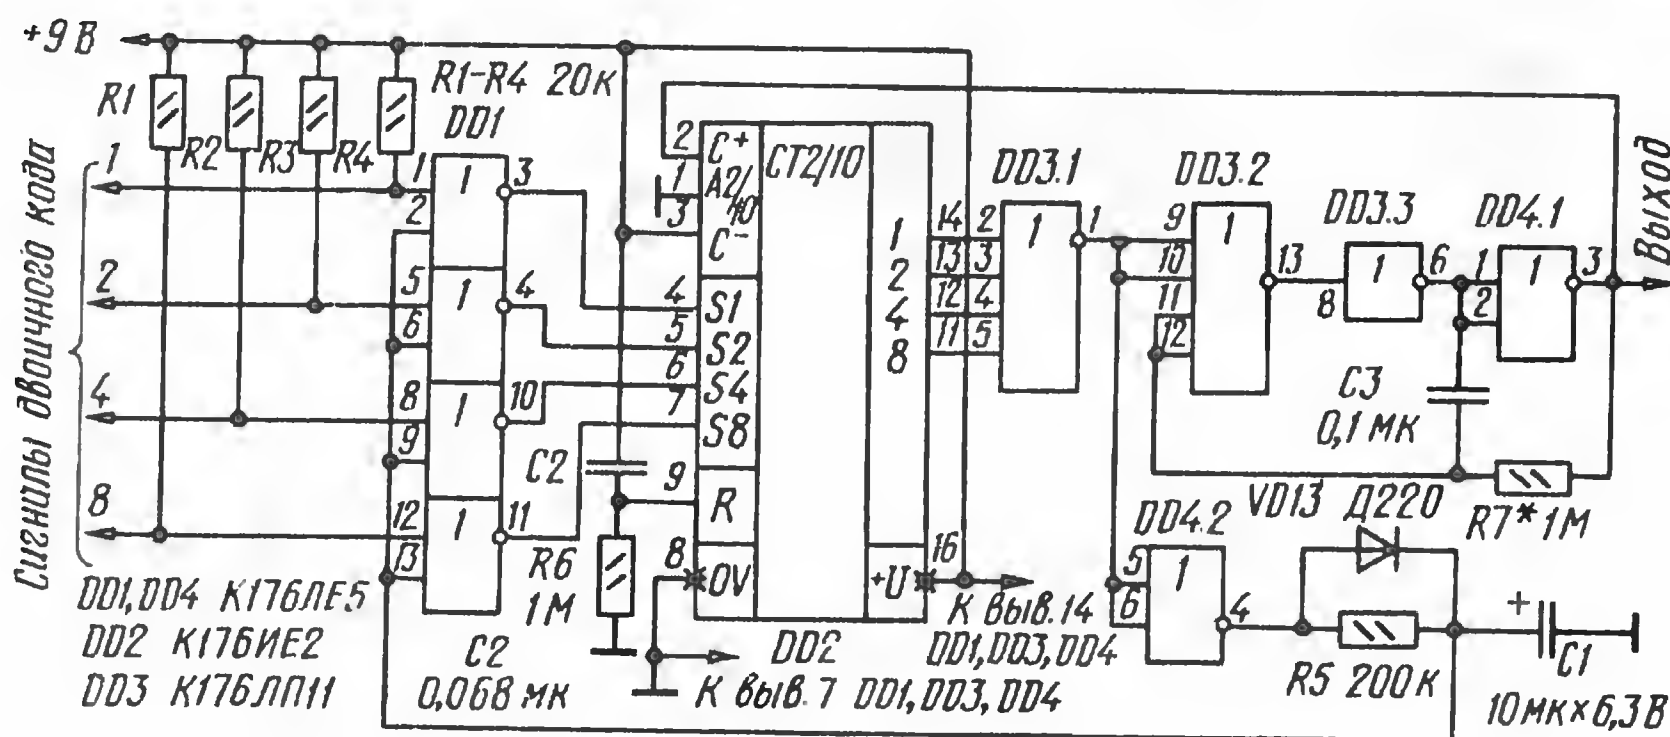 +9 В
R1
R2
R3
R4
R1-R4 20к
DD1
Сигналы двоичного кода
1
2
4
8
1
2
3
5
6
4
8
9
10
12
13
11
1
1
1
1
2
1
3
C+
A2/10
C-
CT2/10
4
5
6
7
S1
S2
S4
S8
9
R
8
0V
1
2
4
8
14
13
12
11
16
+U
2
3
4
5
DD3.1
1
1
DD3.2
9
10
11
12
1
13
DD3.3
8
1
6
DD4.1
1
2
1
3
Выход
C3
0,1 мк
R7* 1М
C2
R6
1М
DD4.2
5
6
1
4
VD13 Д220
R5 200к
+
C1
10мк×6,3В
К выв.14
DD1,DD3,DD4
DD2
К выв.7 DD1,DD3,DD4
C2
0,068 мк
DD1,DD4 К176ЛЕ5
DD2 К176ИЕ2
DD3 К176ЛП11